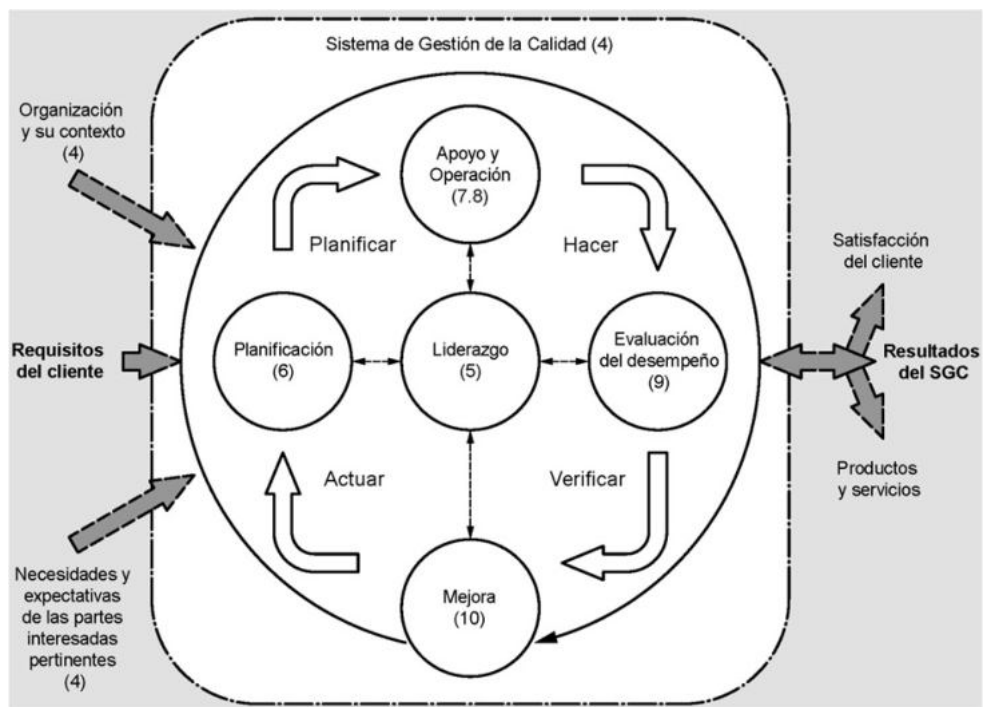 Sistema de Gestión de la Calidad (4)
Organización
y su contexto
(4)
Apoyo y
Operación
(7.8)
Planificar
Hacer
Satisfacción
del cliente
Requisitos
del cliente
Planificación
(6)
Liderazgo
(5)
Evaluación
del desempeño
(9)
Resultados
del SGC
Actuar
Verificar
Productos
y servicios
Necesidades y
expectativas
de las partes
interesadas
pertinentes
(4)
Mejora
(10)